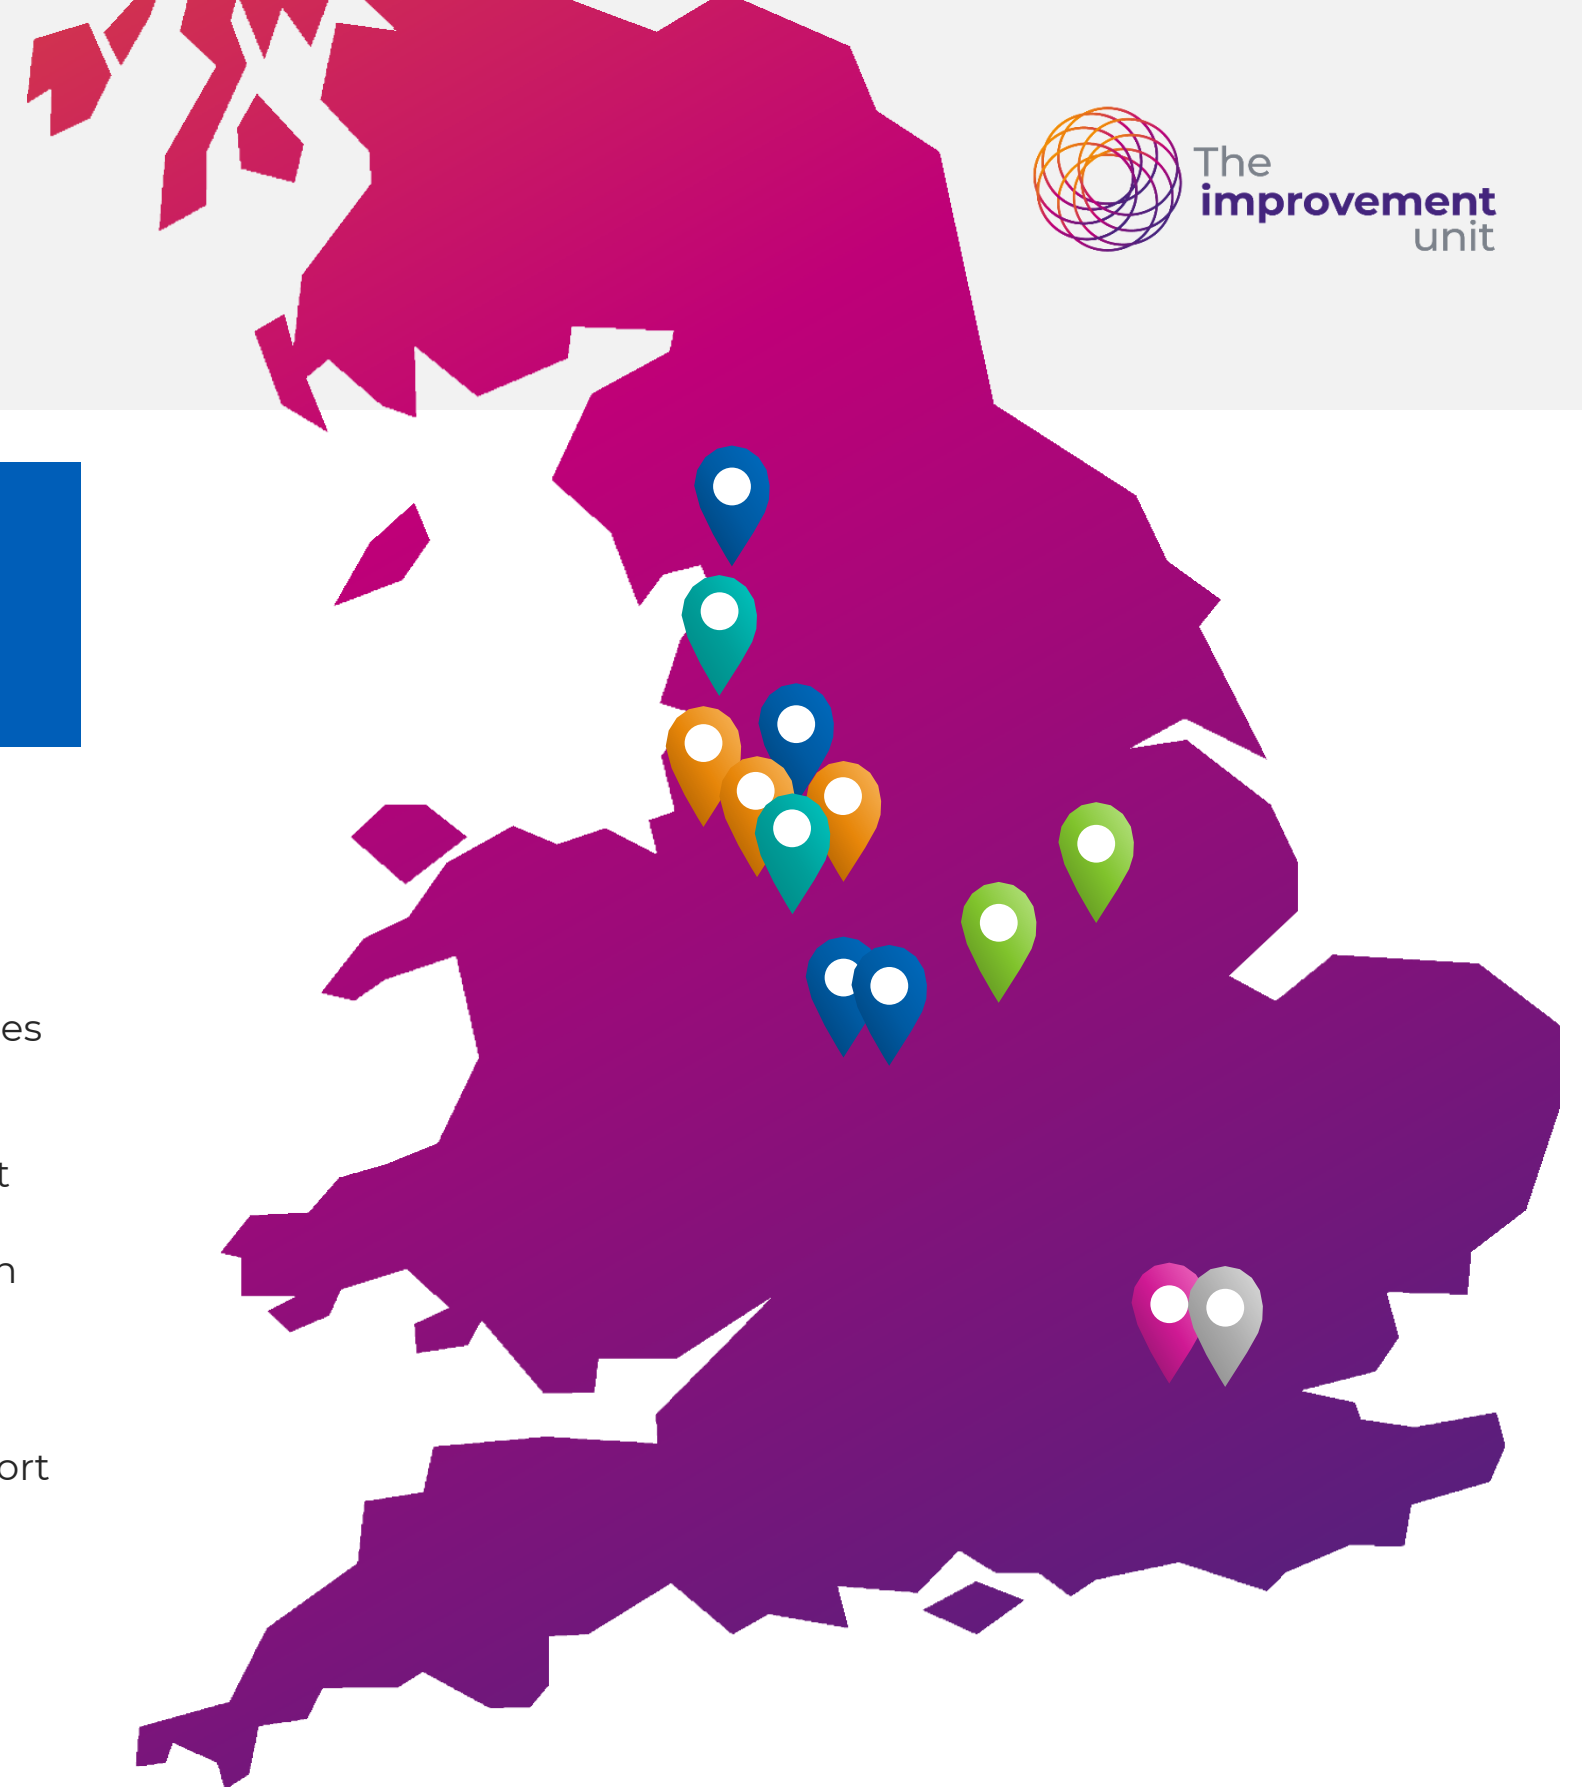 The
improvement
unit
es
t
n
ort